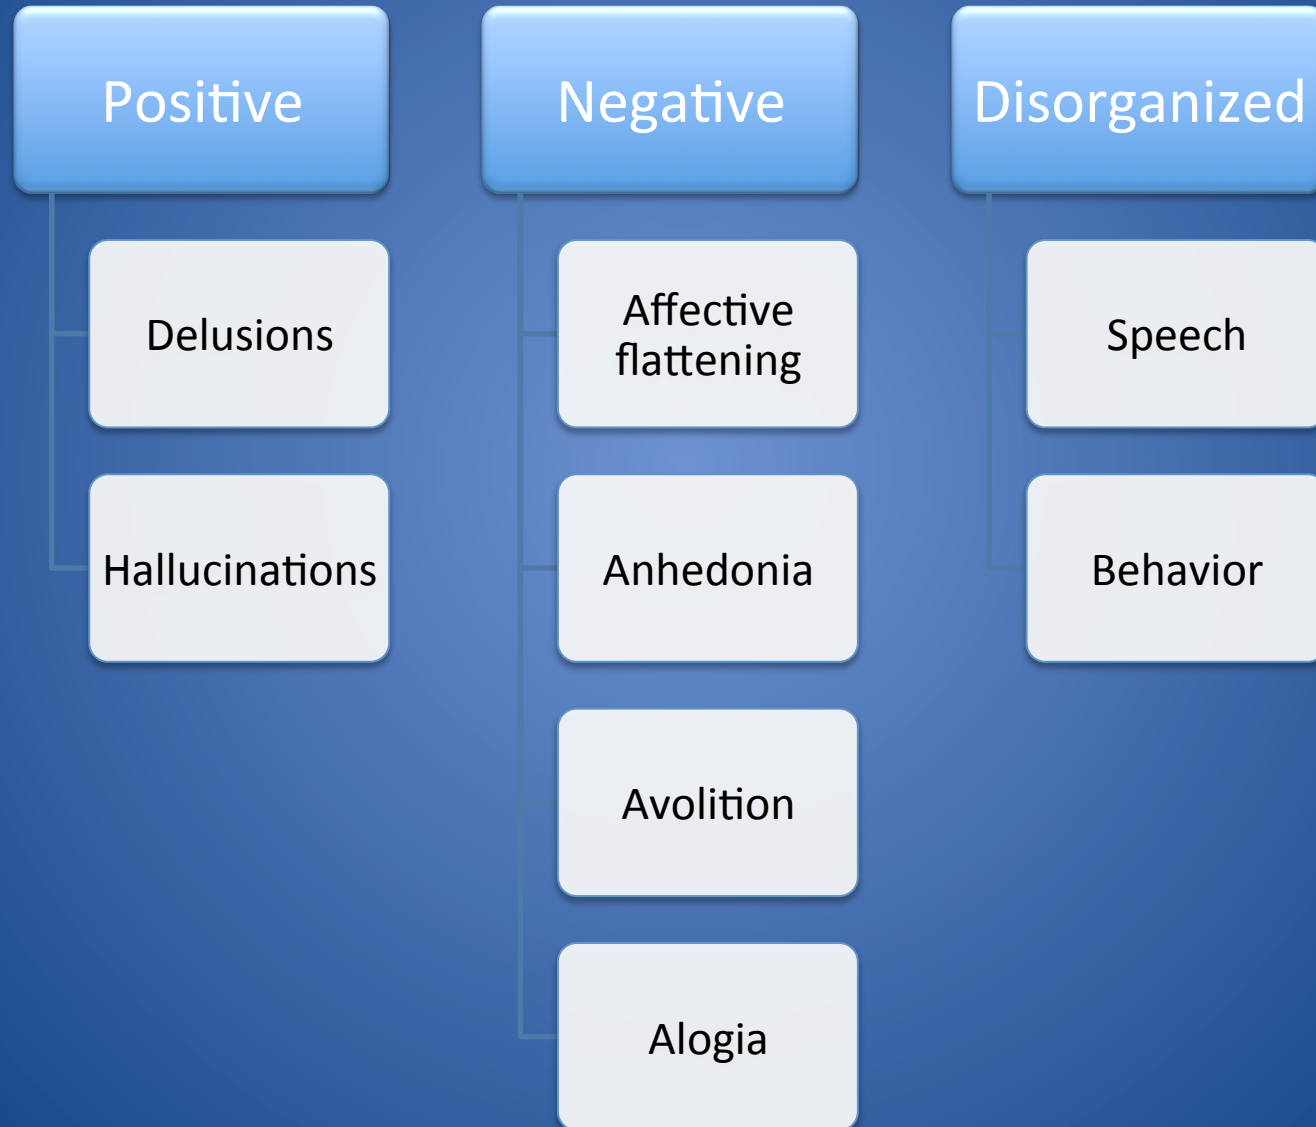 Positive
Delusions
Hallucinations
Negative
Affective
flattening
Anhedonia
Avolition
Alogia
Disorganized
Speech
Behavior